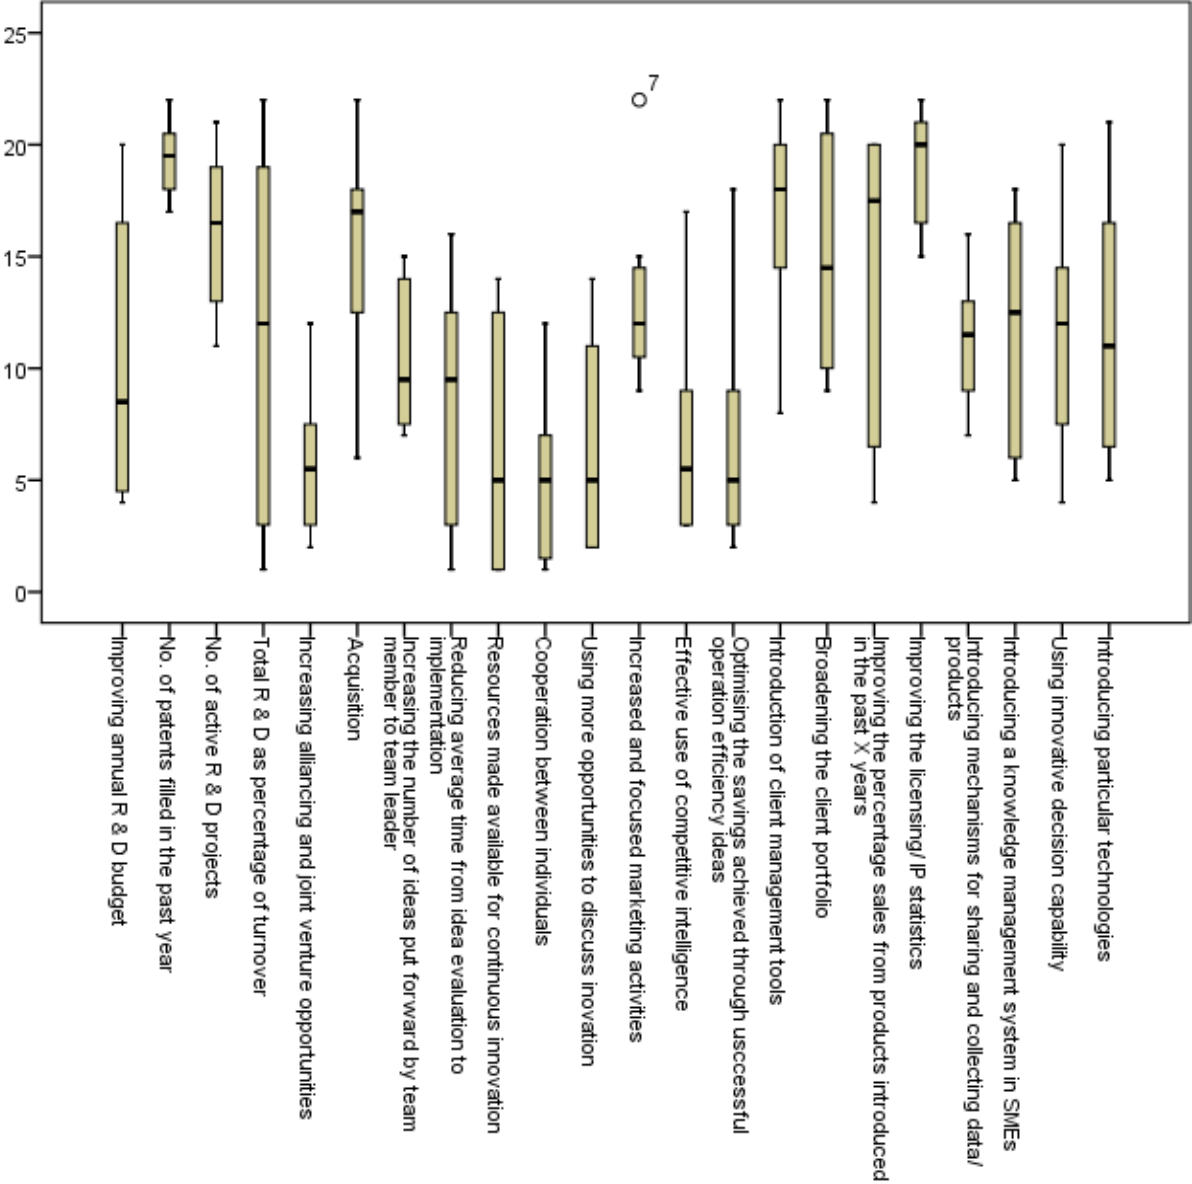 25
20
15
10
5
0
7
Improving annual R & D budget
No. of patents filled in the past year
No. of active R & D projects
Total R & D as percentage of turnover
Increasing alliancing and joint venture opportunities
Acquisition
Increasing the number of ideas put forward by team
member to team leader
Reducing average time from idea evaluation to
implementation
Resources made available for continuous innovation
Cooperation between individuals
Using more opportunities to discuss inovation
Increased and focused marketing activities
Effective use of competitive intelligence
Optimising the savings achieved through usccessful
operation efficiency ideas
Introduction of client management tools
Broadening the client portfolio
Improving the percentage sales from products introduced
in the past X years
Improving the licensing/ IP statistics
Introducing mechanisms for sharing and collecting data/
products
Introducing a knowledge management system in SMEs
Using innovative decision capability
Introducing particular technologies